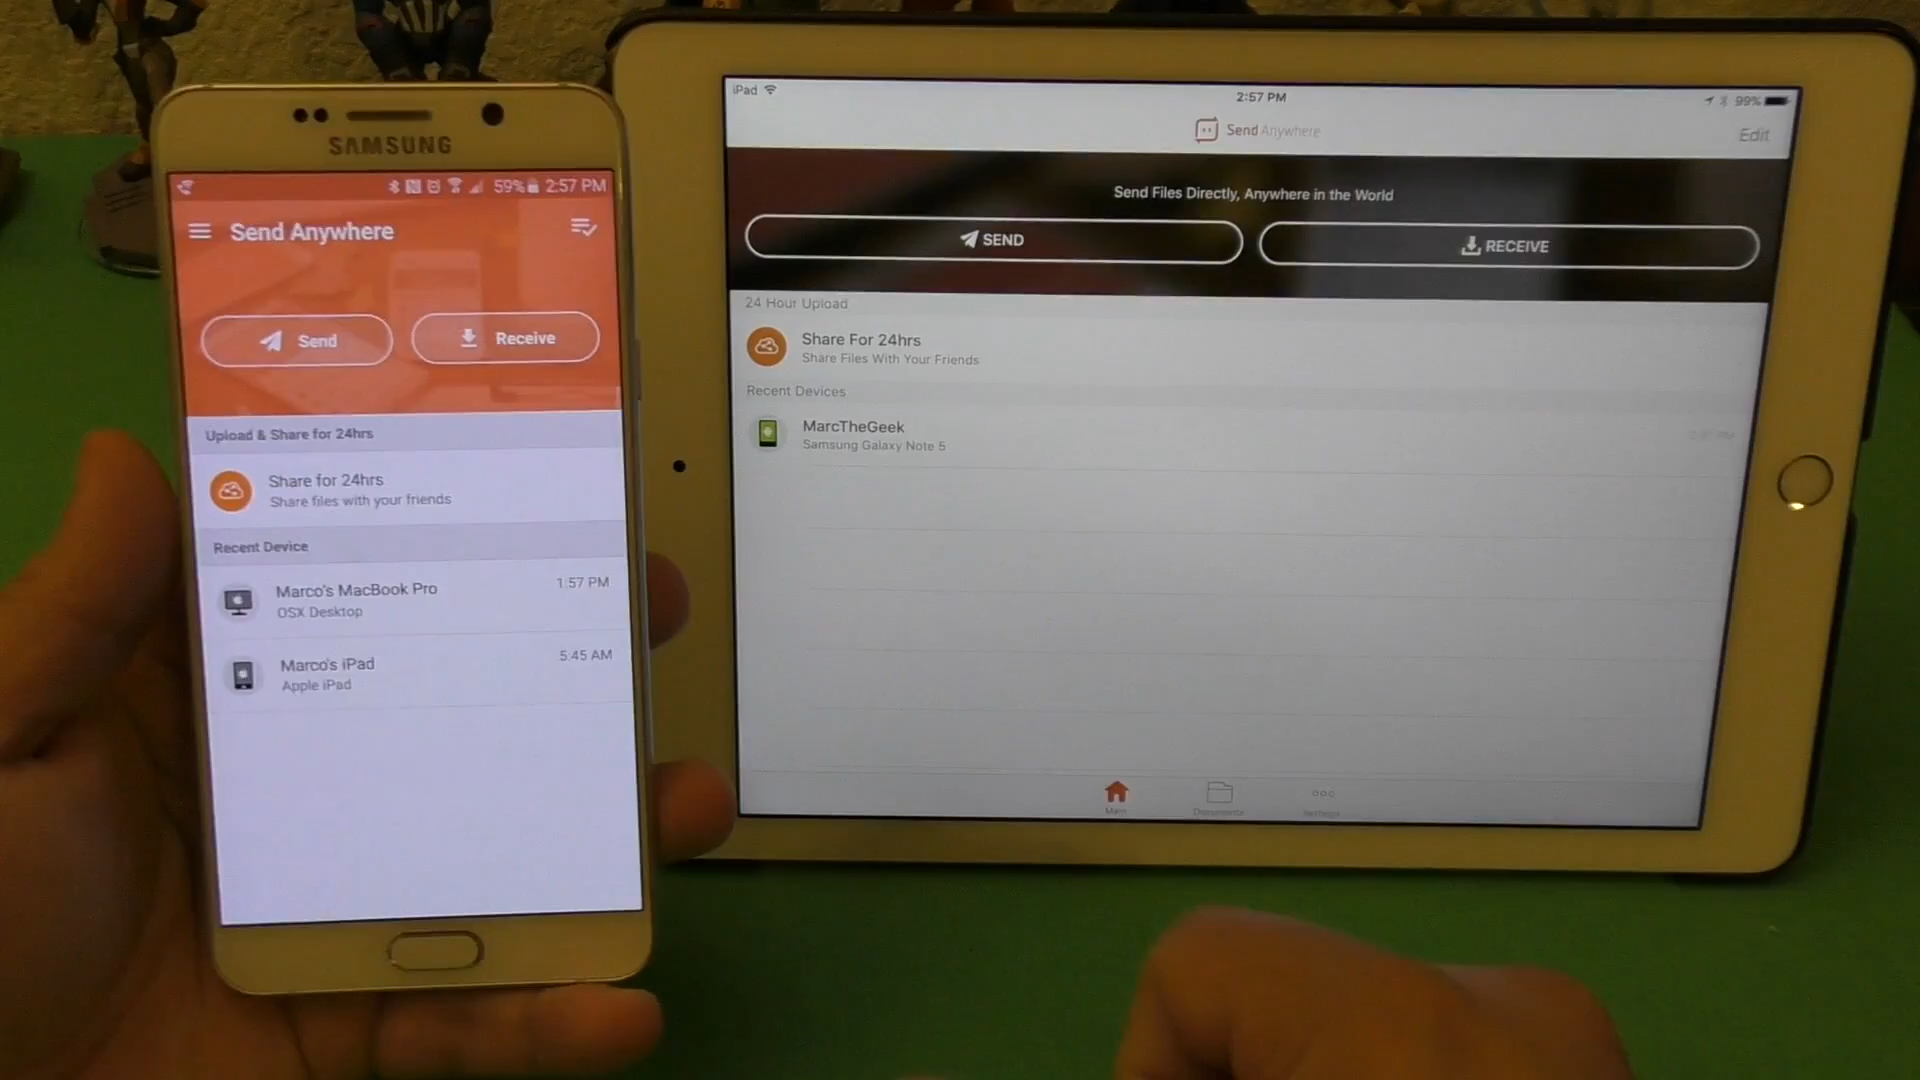 SAMSUNG
59% 2:57 PM
Send Anywhere
Send
Receive
Upload & Share for 24hrs
Share for 24hrs
Share files with your friends
Recent Device
Marco's MacBook Pro
1:57 PM
OSX Desktop
Marco's iPad
5:45 AM
Apple iPad
iPad
2:57 PM
99%
Send Anywhere
Edit
Send Files Directly, Anywhere in the World
SEND
RECEIVE
24 Hour Upload
Share For 24hrs
Share Files With Your Friends
Recent Devices
MarcTheGeek
Samsung Galaxy Note 5
Main
Documents
Settings